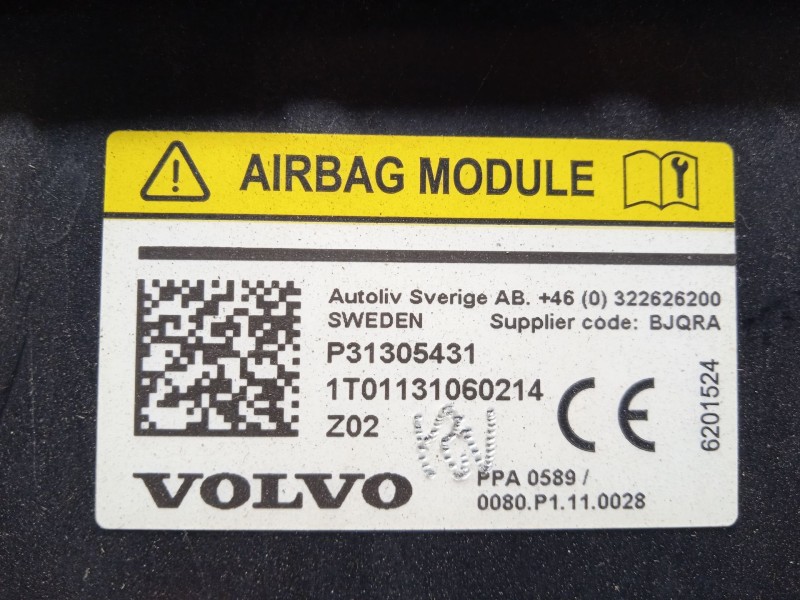 AIRBAG MODULE
Autoliv Sverige AB. +46 (0) 322626200
SWEDEN Supplier code: BJQRA
P31305431
1T01131060214
Z02
CE
6201524
VOLVO
PPA 0589 /
0080.P1.11.0028